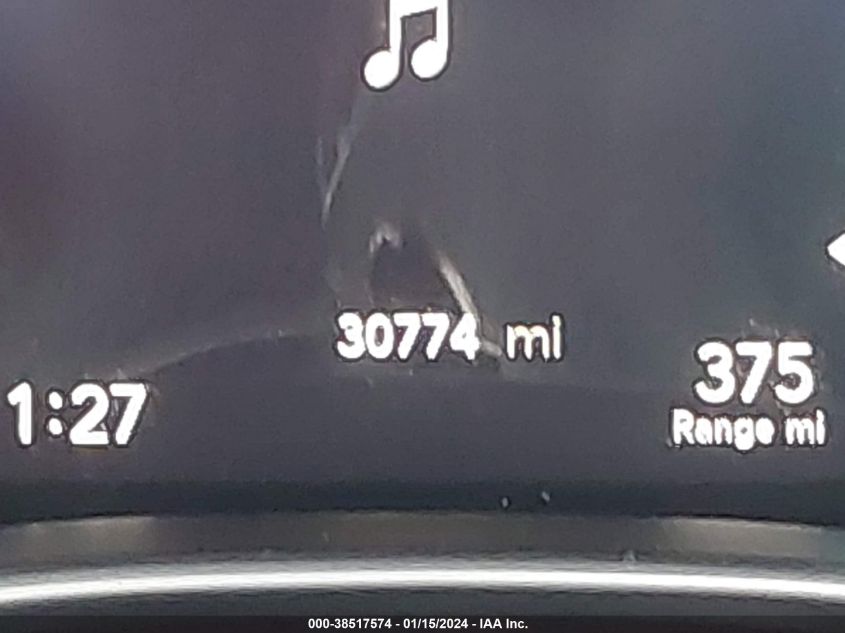 30774 mi
375
1:27
Range mi
000-38517574 - 01/15/2024 - IAA Inc.